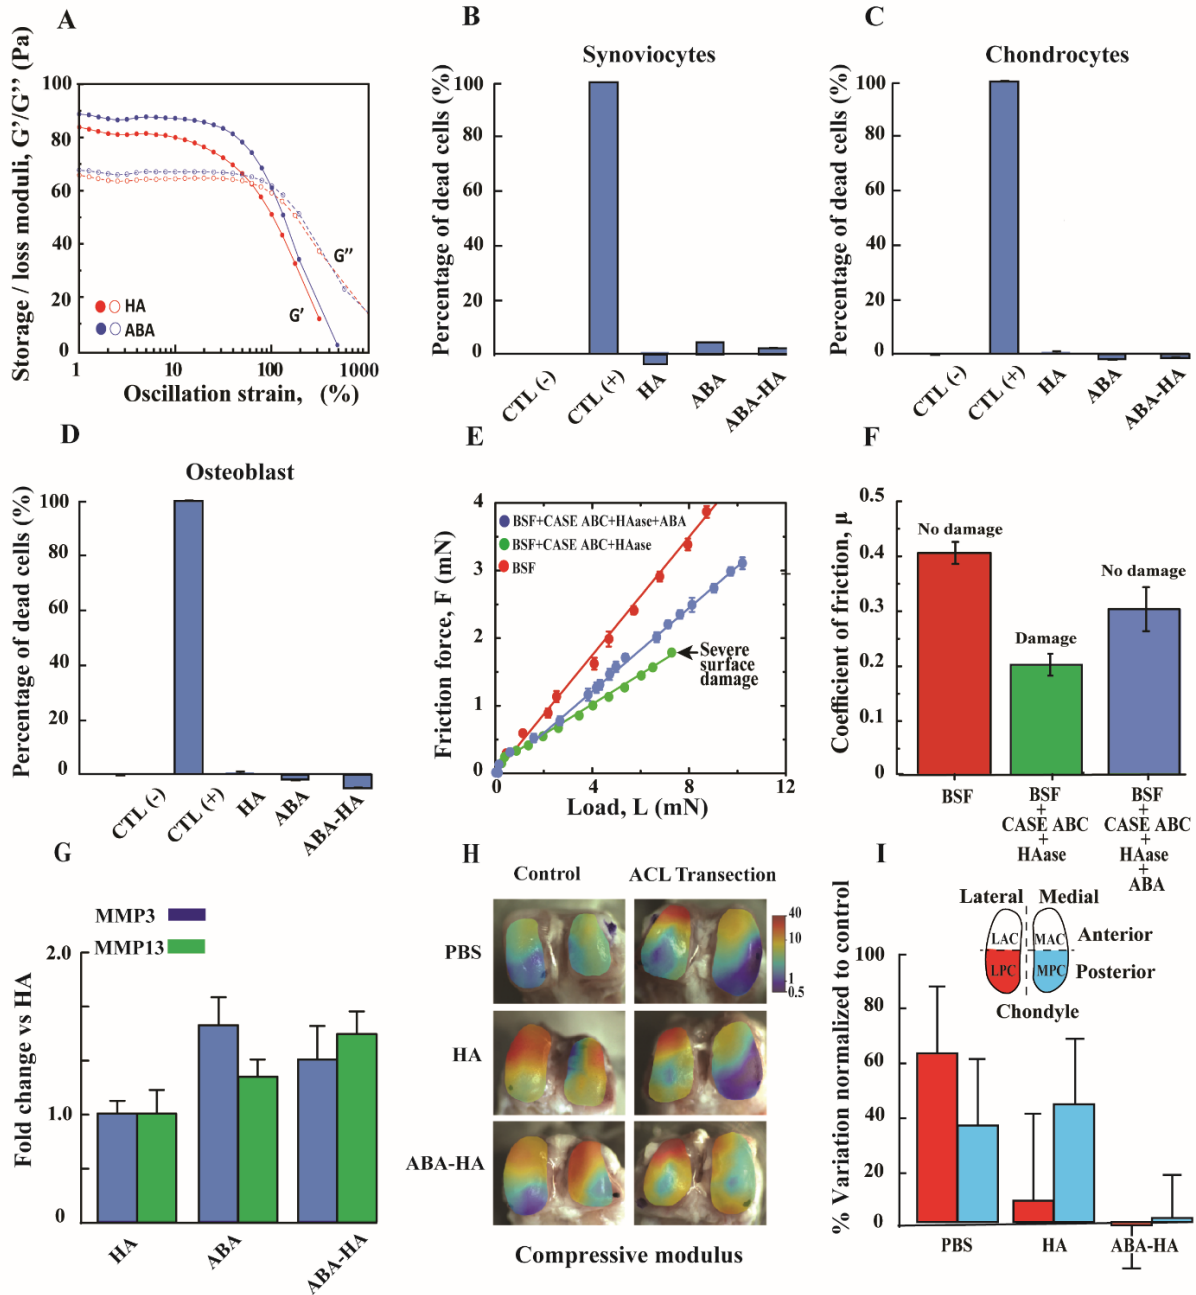 A
Storage / loss moduli, G’/G’’ (Pa)
100
80
60
40
20
0
G’’
G’
HA
ABA
1
10
100
1000
Oscillation strain, (%)
B
Synoviocytes
Percentage of dead cells (%)
100
80
60
40
20
0
CTL (-)
CTL (+)
HA
ABA
ABA-HA
C
Chondrocytes
Percentage of dead cells (%)
100
80
60
40
20
0
CTL (-)
CTL (+)
HA
ABA
ABA-HA
D
Osteoblast
Percentage of dead cells (%)
100
80
60
40
20
0
CTL (-)
CTL (+)
HA
ABA
ABA-HA
E
Friction force, F (mN)
4
3
2
1
0
BSF+CASE ABC+HAase+ABA
BSF+CASE ABC+HAase
BSF
Severe
surface
damage
0
4
8
12
Load, L (mN)
F
Coefficient of friction, μ
0.5
0.4
0.3
0.2
0.1
0
No damage
Damage
No damage
BSF
BSF
+
CASE ABC
+
HAase
BSF
+
CASE ABC
+
HAase
+
ABA
G
MMP3
MMP13
Fold change vs HA
2.0
1.0
0
HA
ABA
ABA-HA
H
Control
ACL Transection
PBS
HA
ABA-HA
40
10
1
0.5
Compressive modulus
I
Lateral
Medial
LAC
MAC
Anterior
LPC
MPC
Posterior
Chondyle
% Variation normalized to control
100
80
60
40
20
0
PBS
HA
ABA-HA